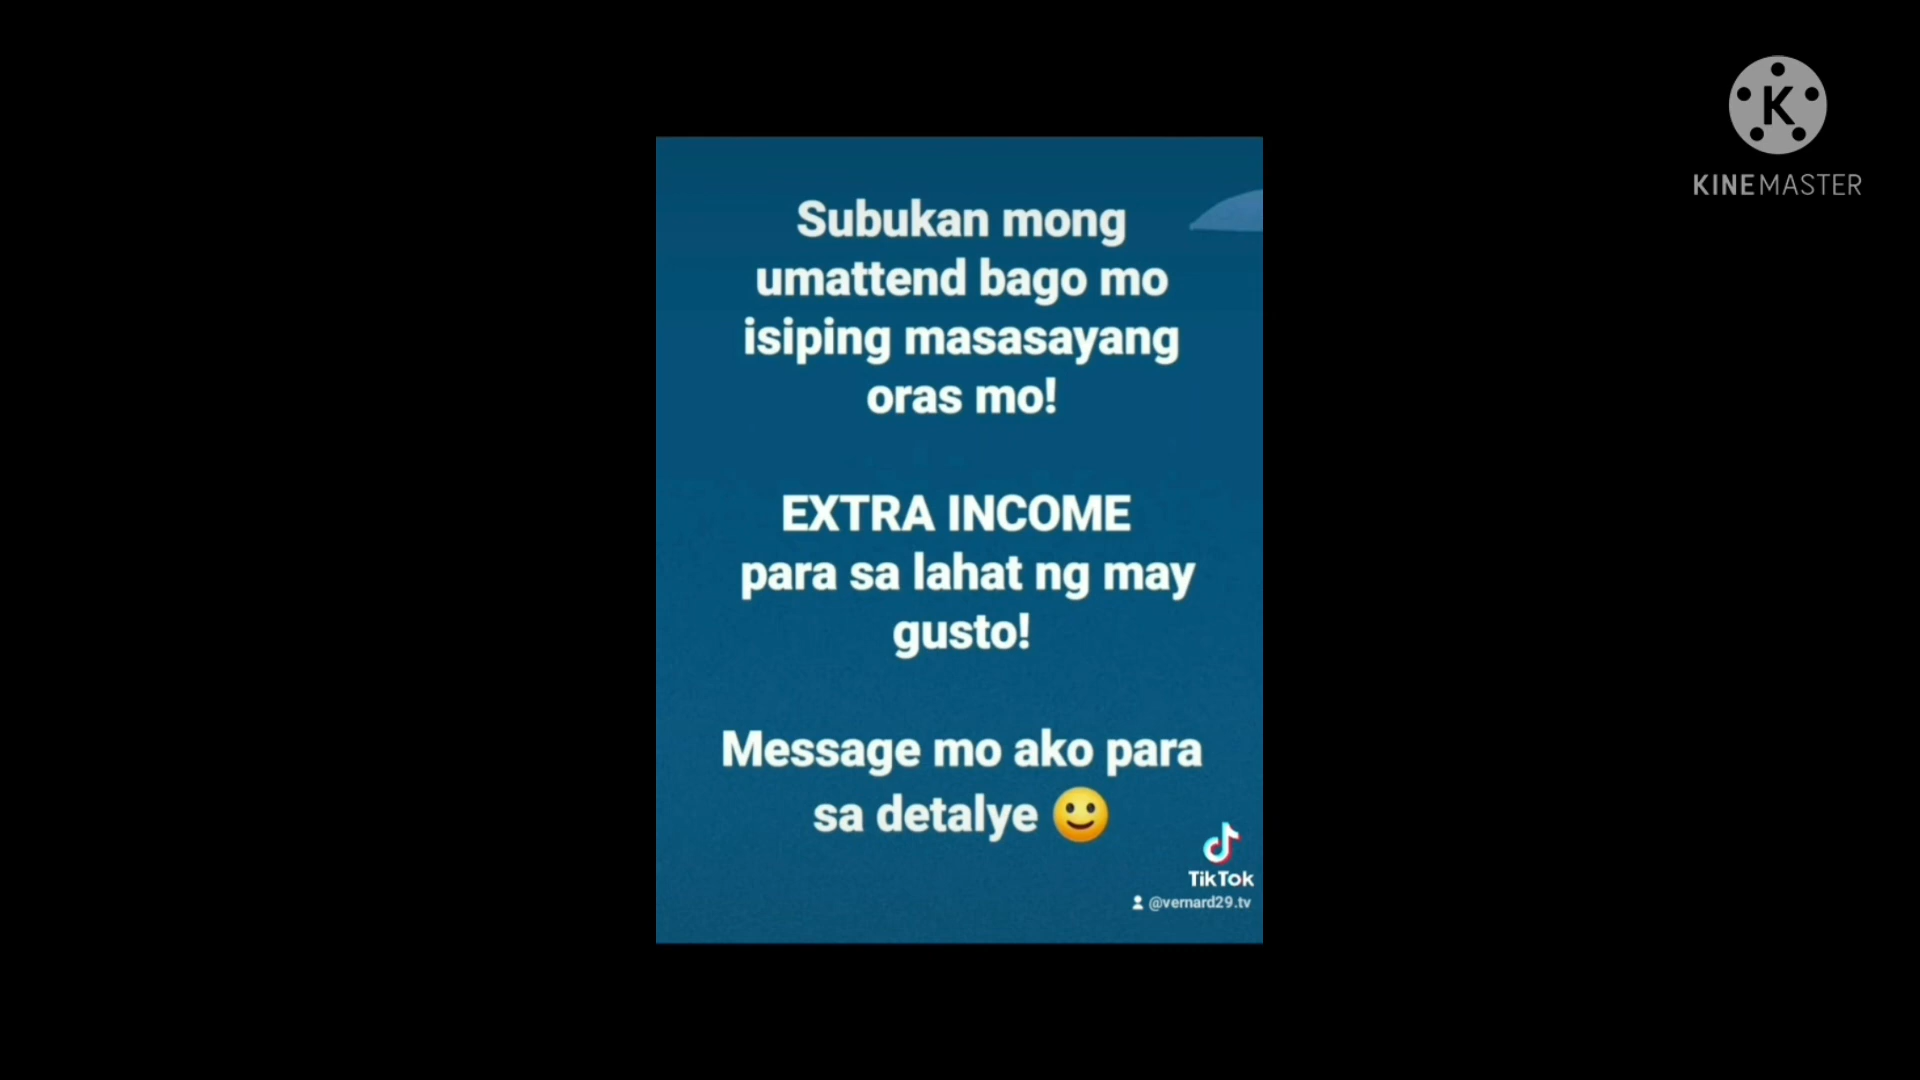 K
KINEMASTER
Subukan mong
umattend bago mo
isiping masasayang
oras mo!
EXTRA INCOME
para sa lahat ng may
gusto!
Message mo ako para
sa detalye 🙂
TikTok
@vernard29.tv